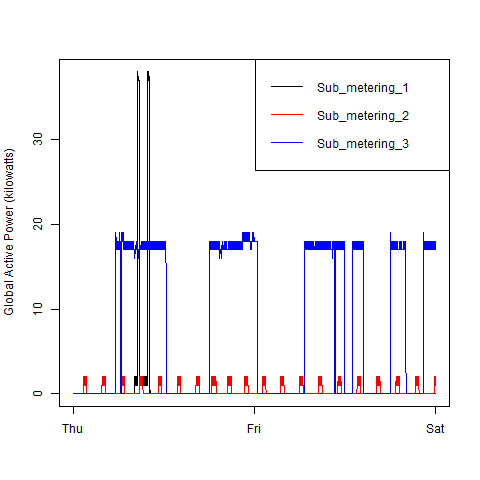 Sub_metering_1
Sub_metering_2
Sub_metering_3
Global Active Power (kilowatts)
30
20
10
0
Thu Fri Sat